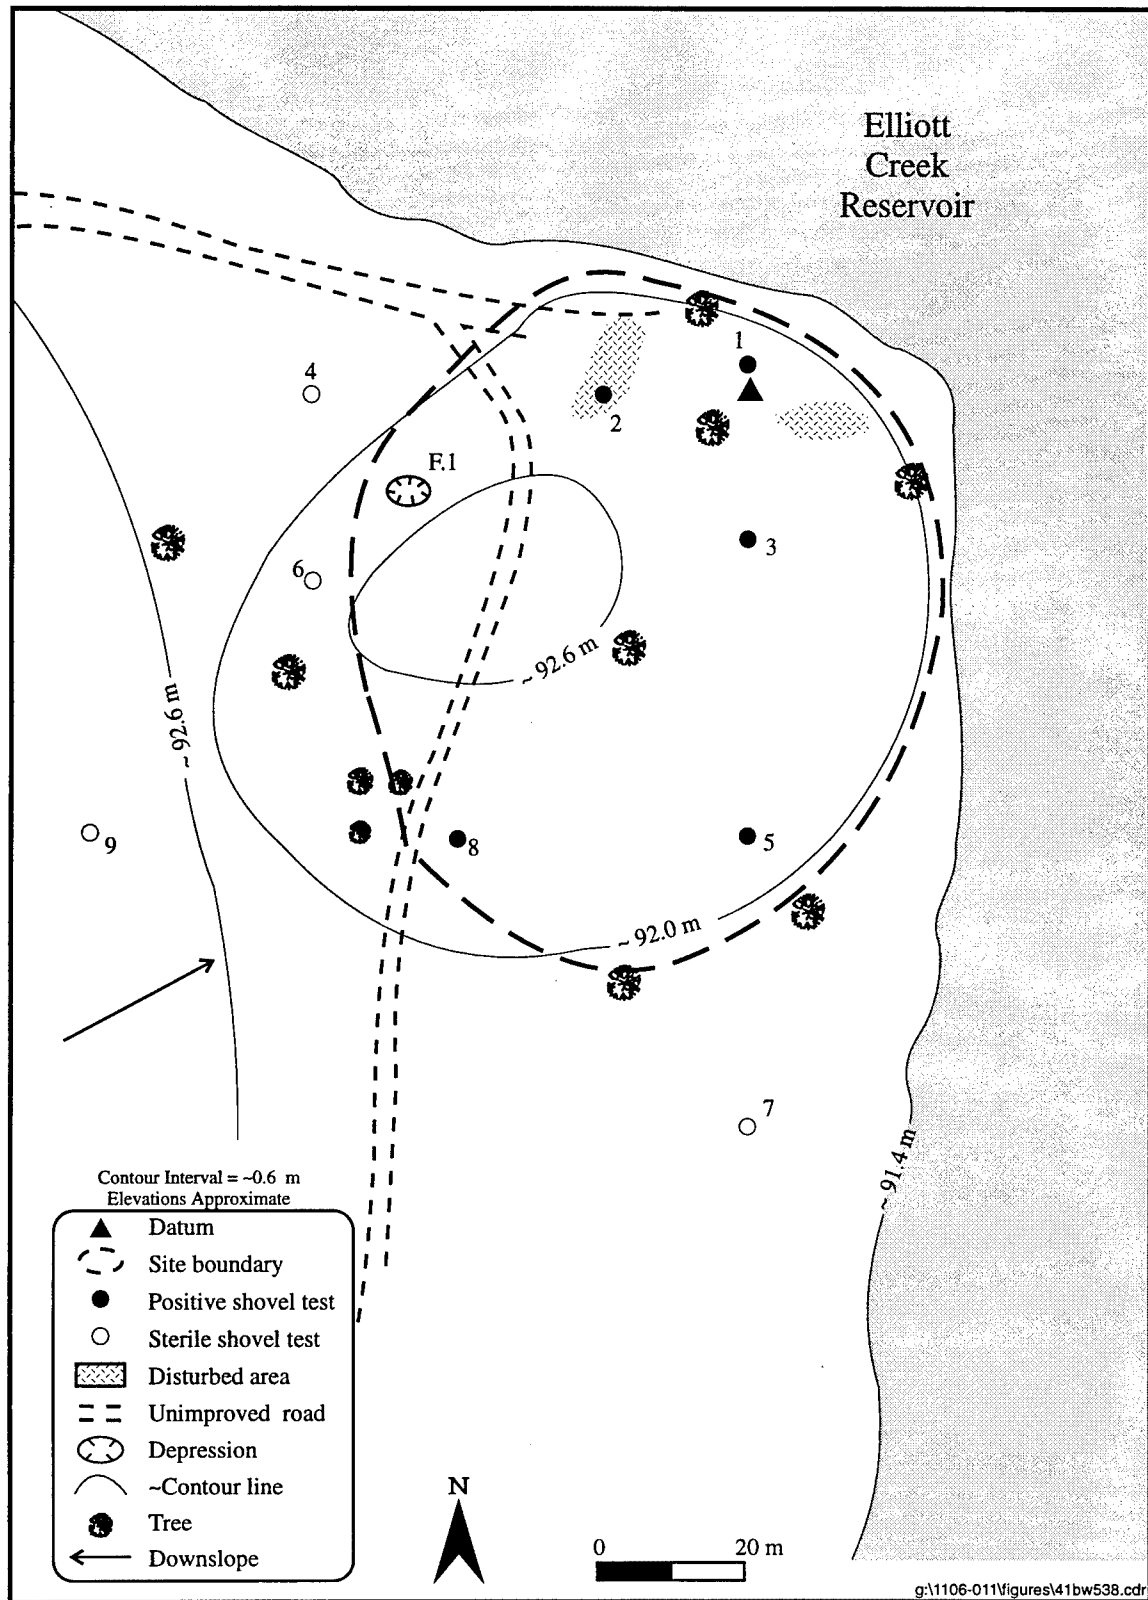 Elliott
Creek
Reservoir
1
4
2
F.1
3
6
~ 92.6 m
~ 92.6 m
9
8
5
~ 92.0 m
7
~ 91.4 m
Contour Interval = ~0.6 m
Elevations Approximate
Datum
Site boundary
Positive shovel test
Sterile shovel test
Disturbed area
Unimproved road
Depression
~Contour line
Tree
Downslope
N
0 20 m
g:\1106-011\figures\41bw538.cdr